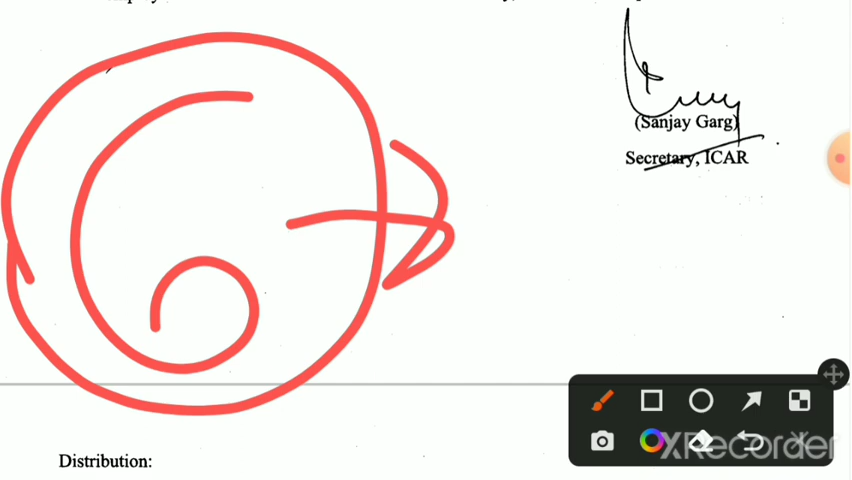 (Sanjay Garg)
Secretary, ICAR
Distribution:
XRecorder